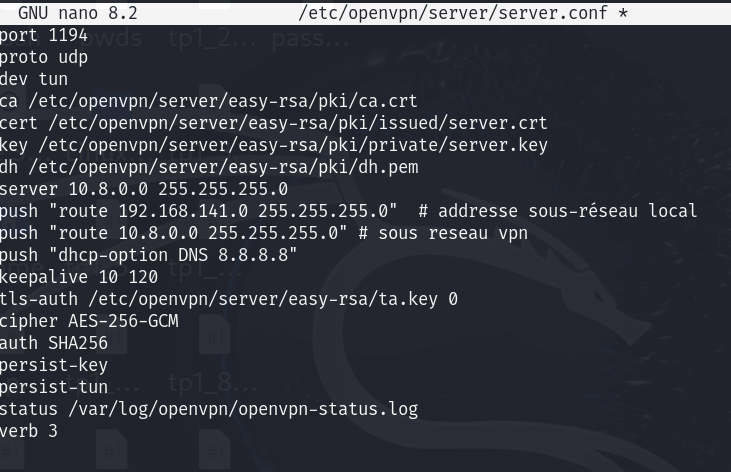 GNU nano 8.2 /etc/openvpn/server/server.conf *
port 1194
proto udp
dev tun
ca /etc/openvpn/server/easy-rsa/pki/ca.crt
cert /etc/openvpn/server/easy-rsa/pki/issued/server.crt
key /etc/openvpn/server/easy-rsa/pki/private/server.key
dh /etc/openvpn/server/easy-rsa/pki/dh.pem
server 10.8.0.0 255.255.255.0
push "route 192.168.141.0 255.255.255.0"  # addresse sous-réseau local
push "route 10.8.0.0 255.255.255.0" # sous reseau vpn
push "dhcp-option DNS 8.8.8.8"
keepalive 10 120
tls-auth /etc/openvpn/server/easy-rsa/ta.key 0
cipher AES-256-GCM
auth SHA256
persist-key
persist-tun
status /var/log/openvpn/openvpn-status.log
verb 3